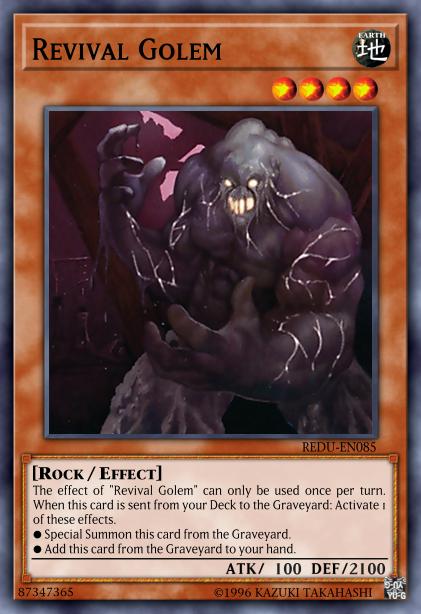 REVIVAL GOLEM
EARTH
地
REDU-EN085
[ROCK / EFFECT]
The effect of "Revival Golem" can only be used once per turn.
When this card is sent from your Deck to the Graveyard: Activate 1
of these effects.
● Special Summon this card from the Graveyard.
● Add this card from the Graveyard to your hand.
ATK/ 100 DEF/2100
87347365
©1996 KAZUKI TAKAHASHI